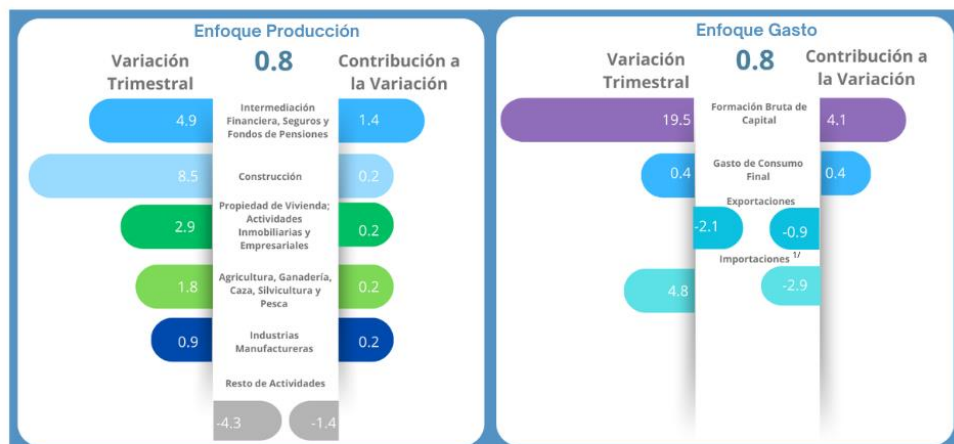 Enfoque Producción
Variación
Trimestral
0.8
Contribución a
la Variación
4.9
Intermediación
Financiera, Seguros y
Fondos de Pensiones
1.4
8.5
Construcción
0.2
2.9
Propiedad de Vivienda;
Actividades
Inmobiliarias y
Empresariales
0.2
1.8
Agricultura, Ganadería,
Caza, Silvicultura y
Pesca
0.2
0.9
Industrias
Manufactureras
0.2
Resto de Actividades
-4.3
-1.4
Enfoque Gasto
Variación
Trimestral
0.8
Contribución a
la Variación
19.5
Formación Bruta de
Capital
4.1
0.4
Gasto de Consumo
Final
0.4
Exportaciones
-2.1
-0.9
Importaciones 1/
4.8
-2.9